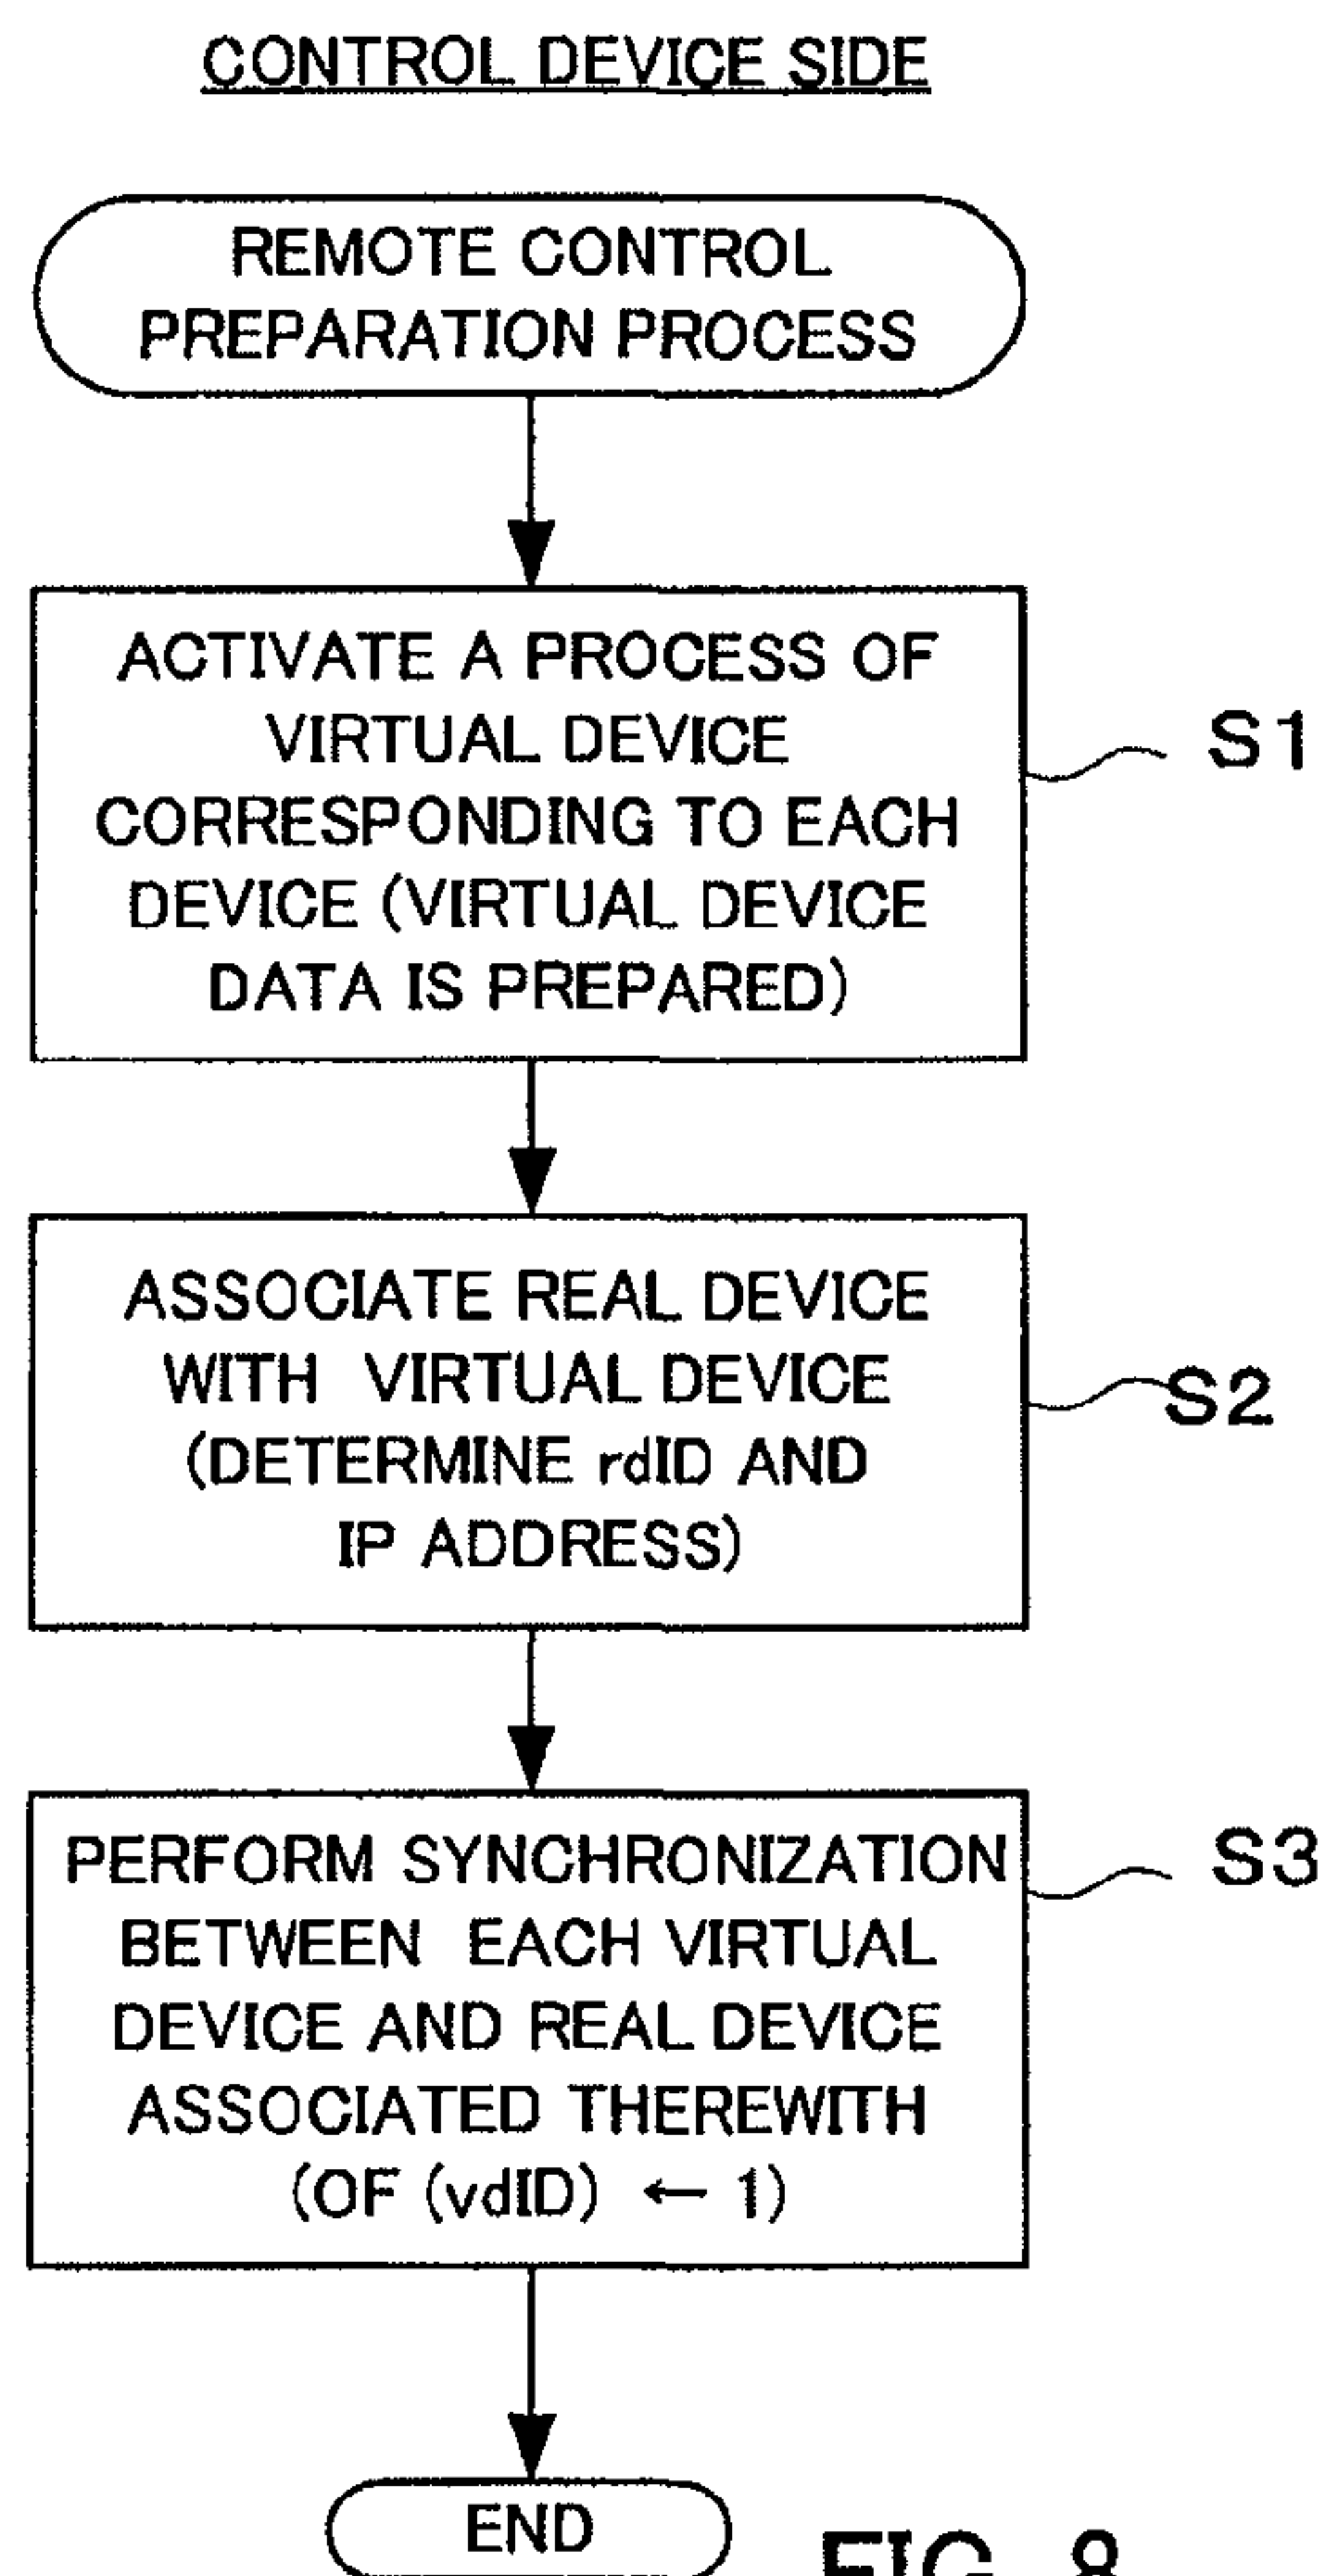 CONTROL DEVICE SIDE
REMOTE CONTROL
PREPARATION PROCESS
ACTIVATE A PROCESS OF
VIRTUAL DEVICE
CORRESPONDING TO EACH
DEVICE (VIRTUAL DEVICE
DATA IS PREPARED)
S1
ASSOCIATE REAL DEVICE
WITH VIRTUAL DEVICE
(DETERMINE rdID AND
IP ADDRESS)
S2
PERFORM SYNCHRONIZATION
BETWEEN EACH VIRTUAL
DEVICE AND REAL DEVICE
ASSOCIATED THEREWITH
(OF (vdID) ← 1)
S3
END
FIG. 8